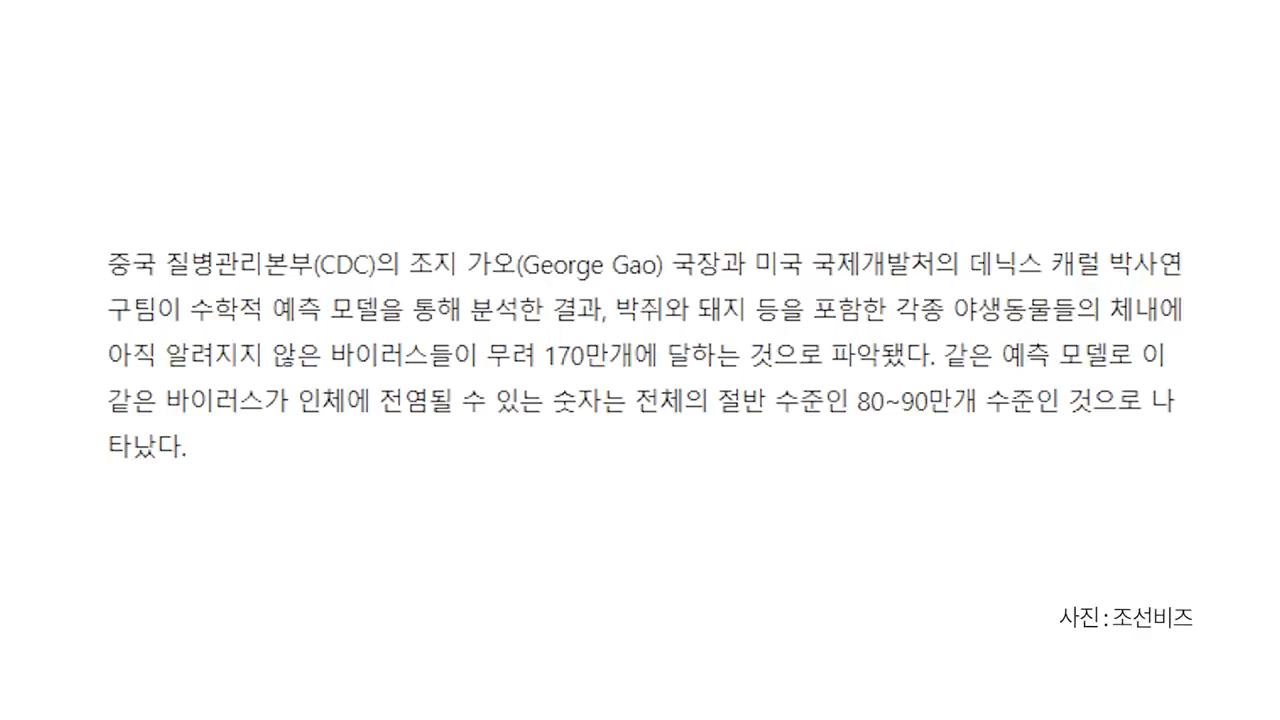 중국 질병관리본부(CDC)의 조지 가오(George Gao) 국장과 미국 국제개발처의 데닉스 캐럴 박사연
구팀이 수학적 예측 모델을 통해 분석한 결과, 박쥐와 돼지 등을 포함한 각종 야생동물들의 체내에
아직 알려지지 않은 바이러스들이 무려 170만개에 달하는 것으로 파악됐다. 같은 예측 모델로 이
같은 바이러스가 인체에 전염될 수 있는 숫자는 전체의 절반 수준인 80~90만개 수준인 것으로 나
타났다.
사진 : 조선비즈